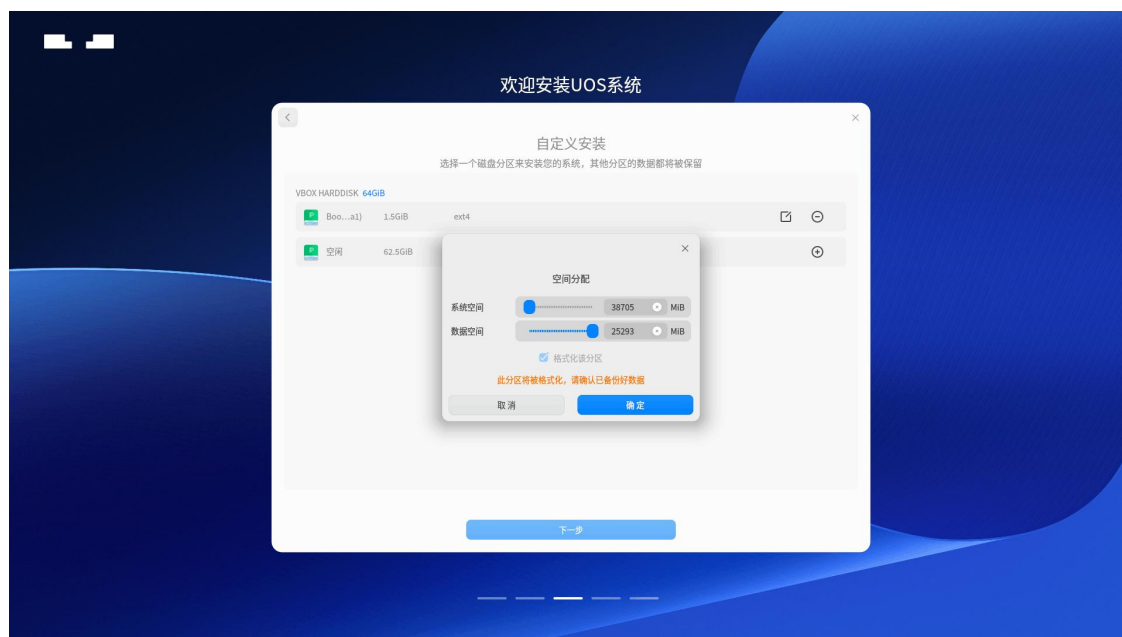 欢迎安装UOS系统
自定义安装
选择一个磁盘分区来安装您的系统，其他分区的数据都将被保留
VBOX HARDDISK 64GiB
Boo...a1) 1.5GiB ext4
空闲 62.5GiB
空间分配
系统空间 38705 MiB
数据空间 25293 MiB
格式化该分区
此分区将被格式化，请确认已备份好数据
取消 确定
下一步